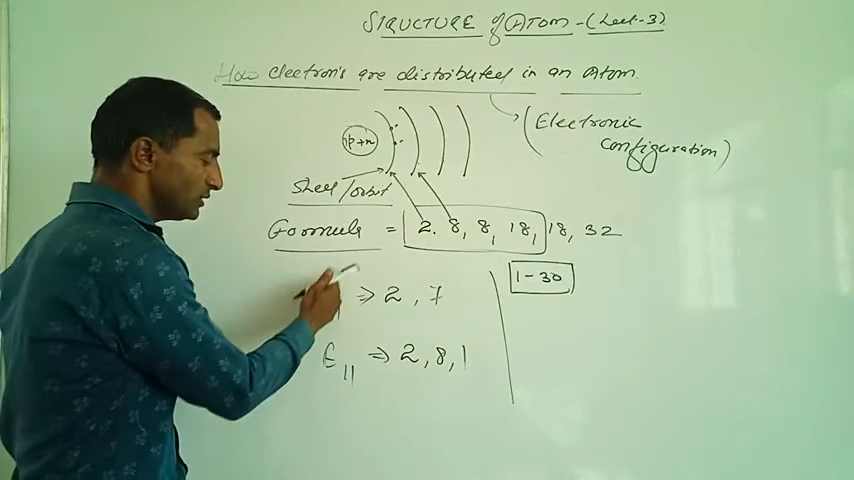 STRUCTURE of ATOM - (Lect-3)
How electron's are distributed in an Atom.
(Electronic configuration)
p+n
Shell/orbit
Formula = 2. 8, 8, 18, 18, 32
1-30
⇒ 2, 7
E11 ⇒ 2, 8, 1